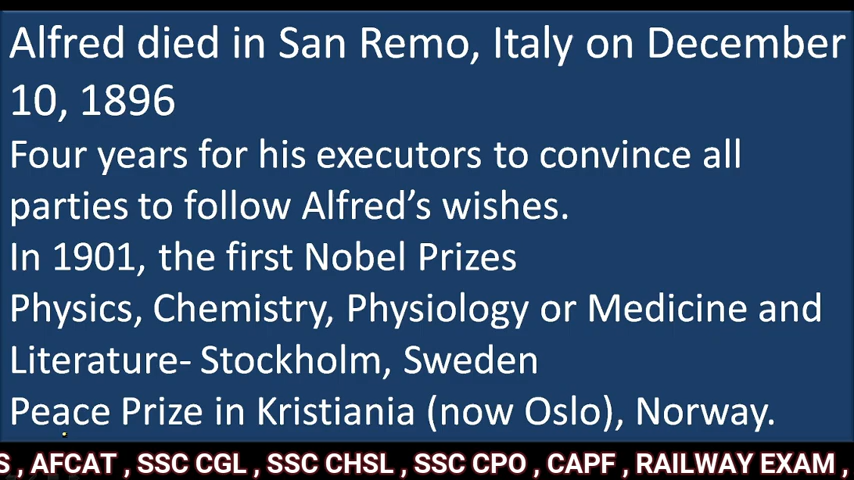 Alfred died in San Remo, Italy on December
10, 1896
Four years for his executors to convince all
parties to follow Alfred's wishes.
In 1901, the first Nobel Prizes
Physics, Chemistry, Physiology or Medicine and
Literature- Stockholm, Sweden
Peace Prize in Kristiania (now Oslo), Norway.
S , AFCAT , SSC CGL , SSC CHSL , SSC CPO , CAPF , RAILWAY EXAM ,